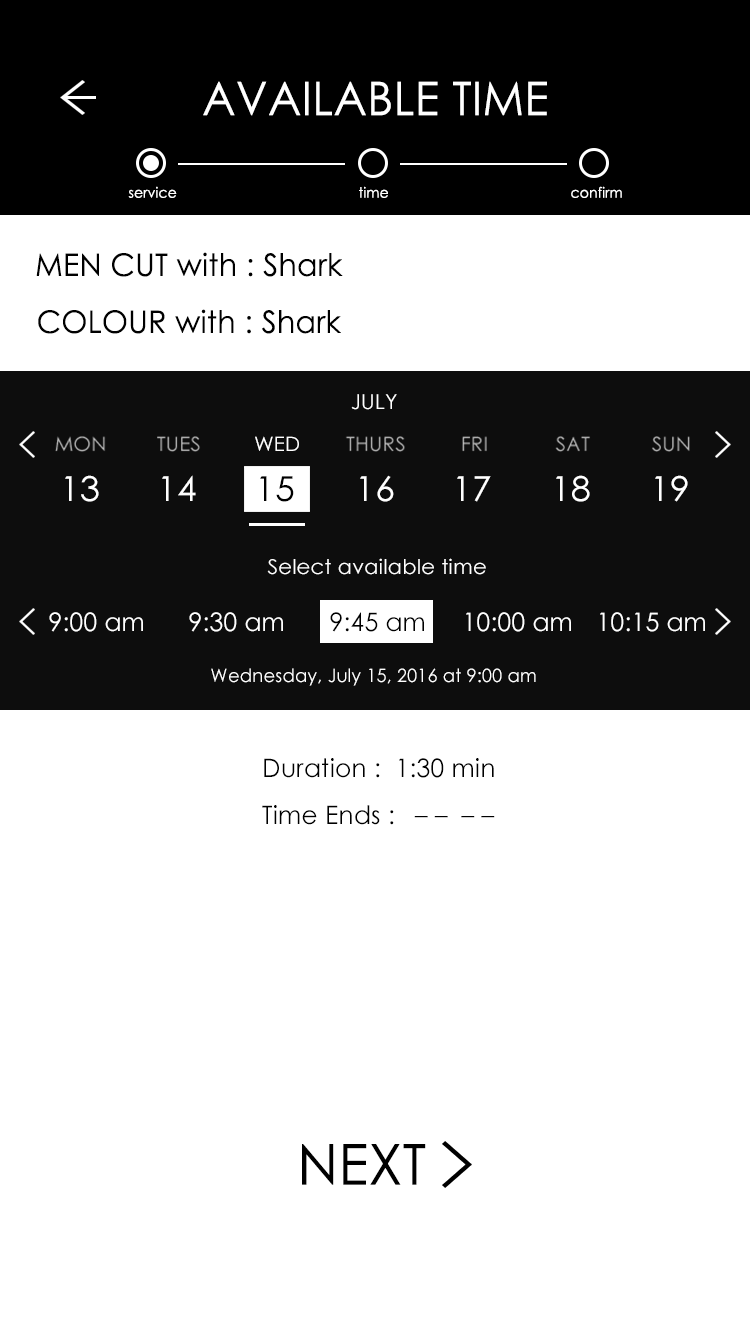 AVAILABLE TIME
service time confirm
MEN CUT with : Shark
COLOUR with : Shark
JULY
MON TUES WED THURS FRI SAT SUN
13 14 15 16 17 18 19
Select available time
9:00 am 9:30 am 9:45 am 10:00 am 10:15 am
Wednesday, July 15, 2016 at 9:00 am
Duration : 1:30 min
Time Ends : – – – –
NEXT